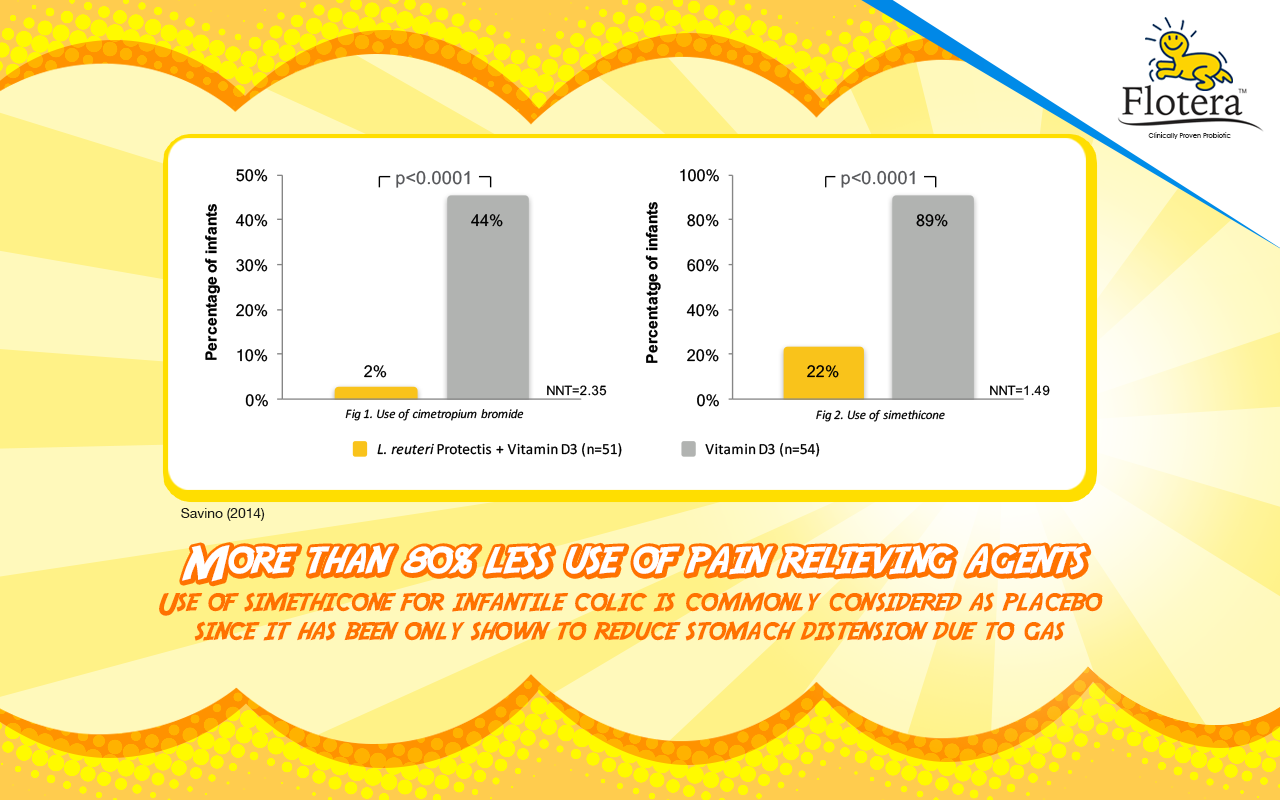 Flotera™
Clinically Proven Probiotic
50%
40%
30%
20%
10%
0%
Percentage of infants
p<0.0001
2%
44%
NNT=2.35
Fig 1. Use of cimetropium bromide
100%
80%
60%
40%
20%
0%
Percentatge of infants
p<0.0001
22%
89%
NNT=1.49
Fig 2. Use of simethicone
L. reuteri Protectis + Vitamin D3 (n=51)
Vitamin D3 (n=54)
Savino (2014)
More than 80% less use of pain relieving agents
Use of simethicone for infantile colic is commonly considered as placebo
since it has been only shown to reduce stomach distension due to gas